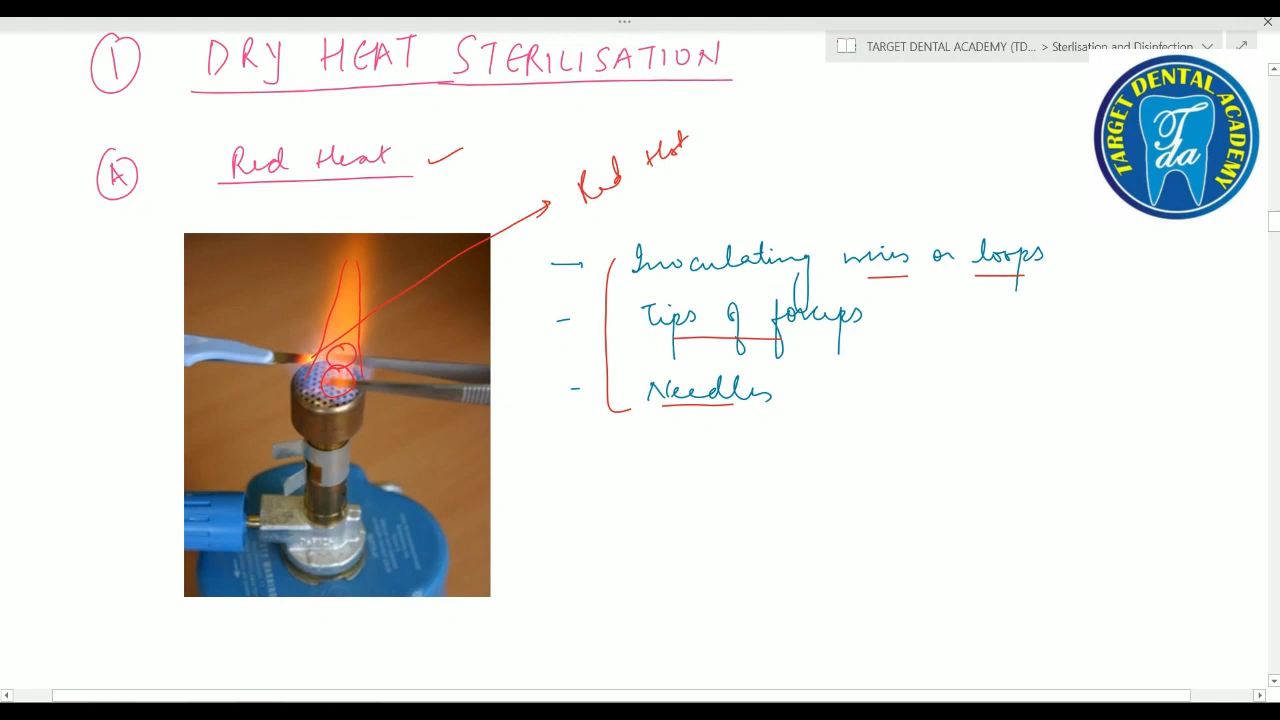 ...
TARGET DENTAL ACADEMY (TD... > Sterlisation and Disinfection
① DRY HEAT STERILISATION
TARGET DENTAL ACADEMY
Tda
Ⓐ Red Heat ✓
Red Hot
→ Inoculating wires or loops
- Tips of forceps
- Needles